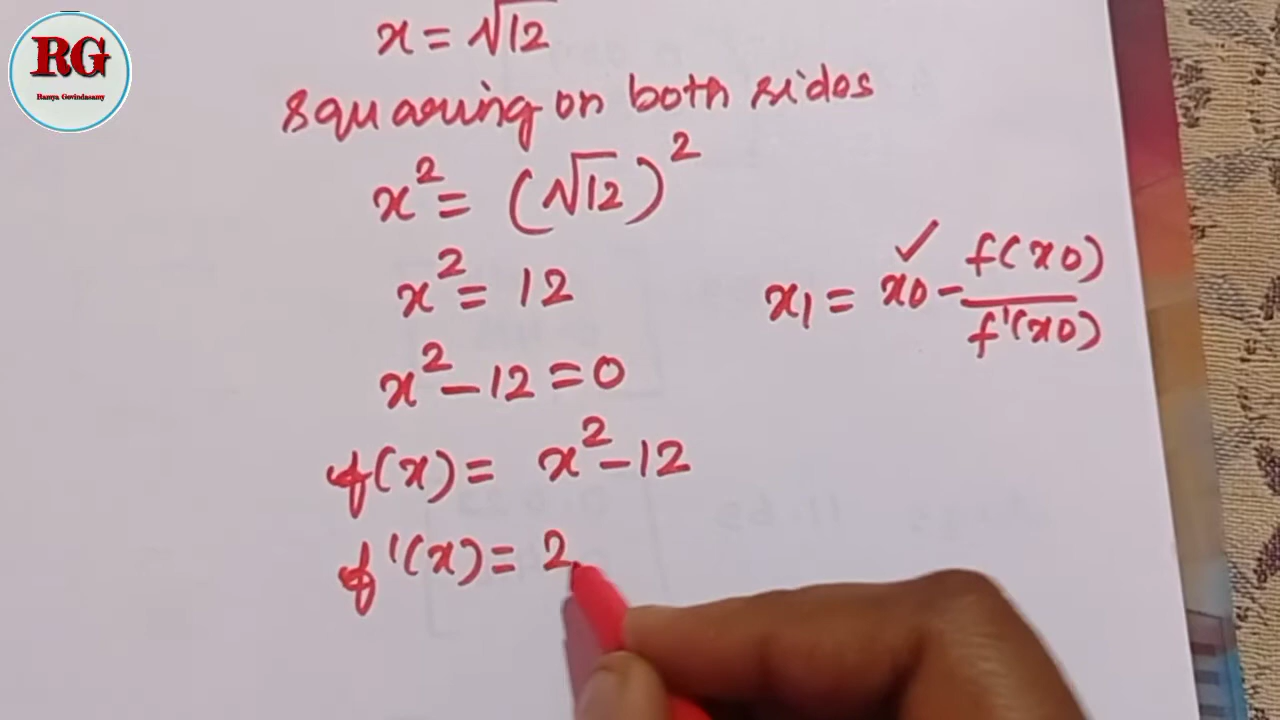 RG
Ramya Govindasamy
x = √12
squaring on both sides
x² = (√12)²
x² = 12
x² - 12 = 0
f(x) = x² - 12
f'(x) = 2
x1 = x0 - f(x0)/f'(x0)
✓